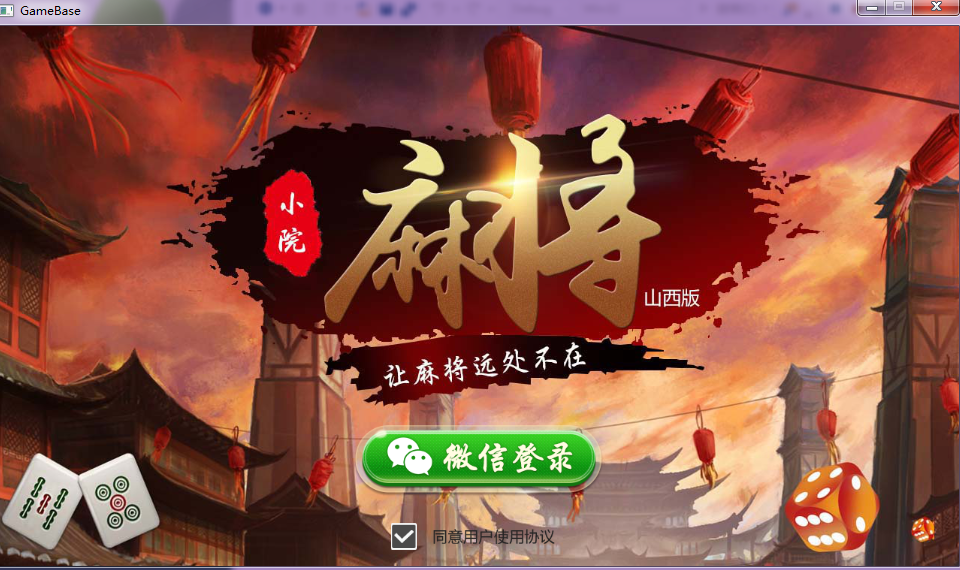 GameBase
小院
麻将
山西版
让麻将远处不在
微信登录
同意用户使用协议